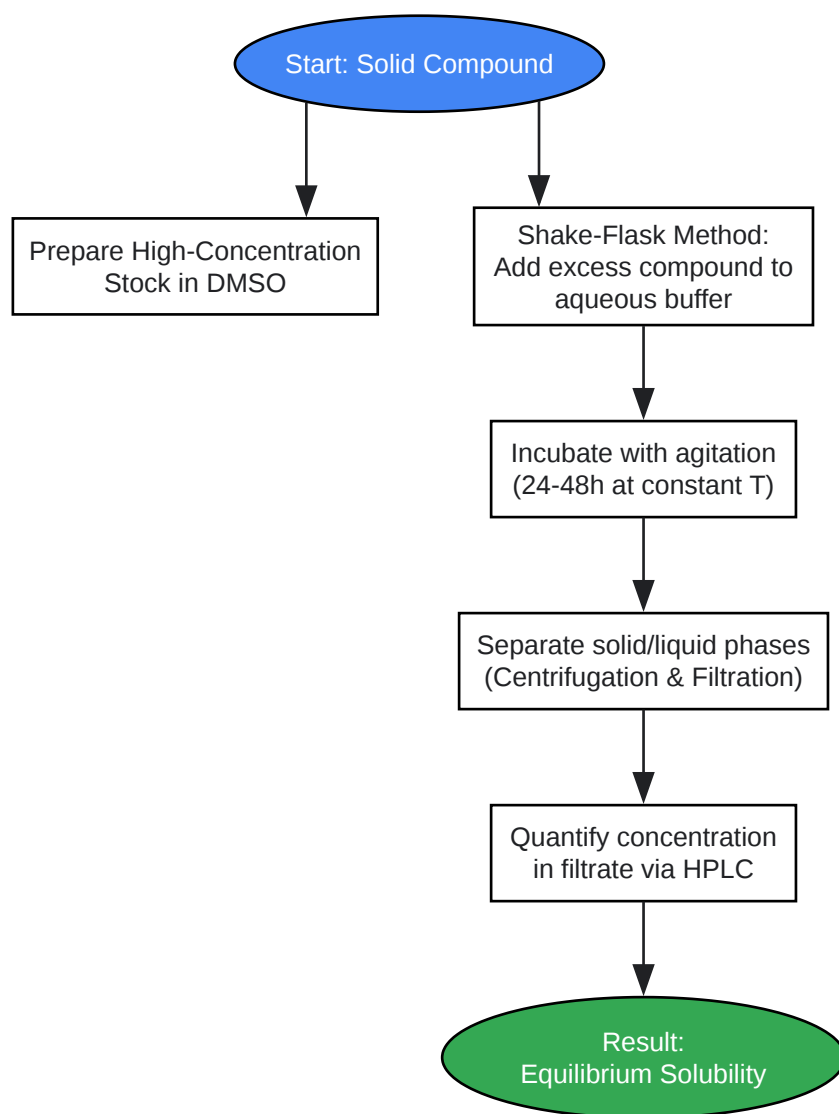 Start: Solid Compound
Prepare High-Concentration
Stock in DMSO
Shake-Flask Method:
Add excess compound to
aqueous buffer
Incubate with agitation
(24-48h at constant T)
Separate solid/liquid phases
(Centrifugation & Filtration)
Quantify concentration
in filtrate via HPLC
Result:
Equilibrium Solubility